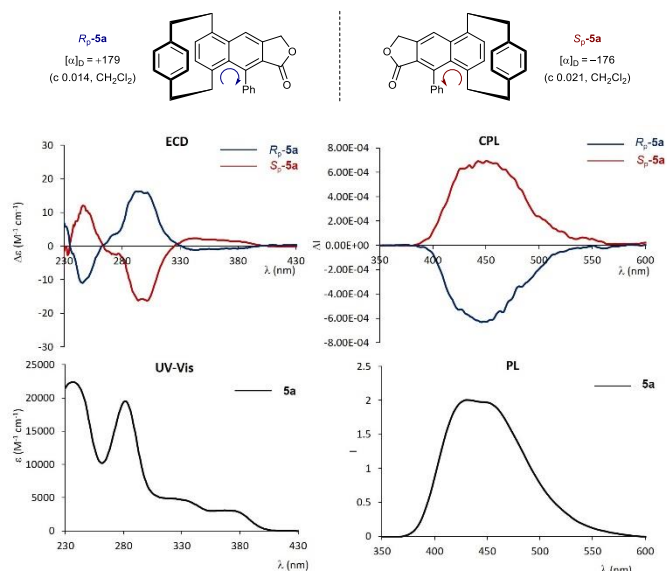 Rp-5a
[α]D = +179
(c 0.014, CH2Cl2)
O
O
Ph
Sp-5a
[α]D = −176
(c 0.021, CH2Cl2)
O
O
Ph
ECD
Rp-5a
Sp-5a
Δε (M-1 cm-1)
30
20
10
0
-10
-20
-30
230 280 330 380 430
λ (nm)
CPL
Rp-5a
Sp-5a
ΔI
8.00E-04
6.00E-04
4.00E-04
2.00E-04
0.00E+00
-2.00E-04
-4.00E-04
-6.00E-04
-8.00E-04
350 400 450 500 550 600
λ (nm)
UV-Vis
5a
ε (M-1 cm-1)
25000
20000
15000
10000
5000
0
230 280 330 380 430
λ (nm)
PL
5a
I
2.5
2
1.5
1
0.5
0
350 400 450 500 550 600
λ (nm)